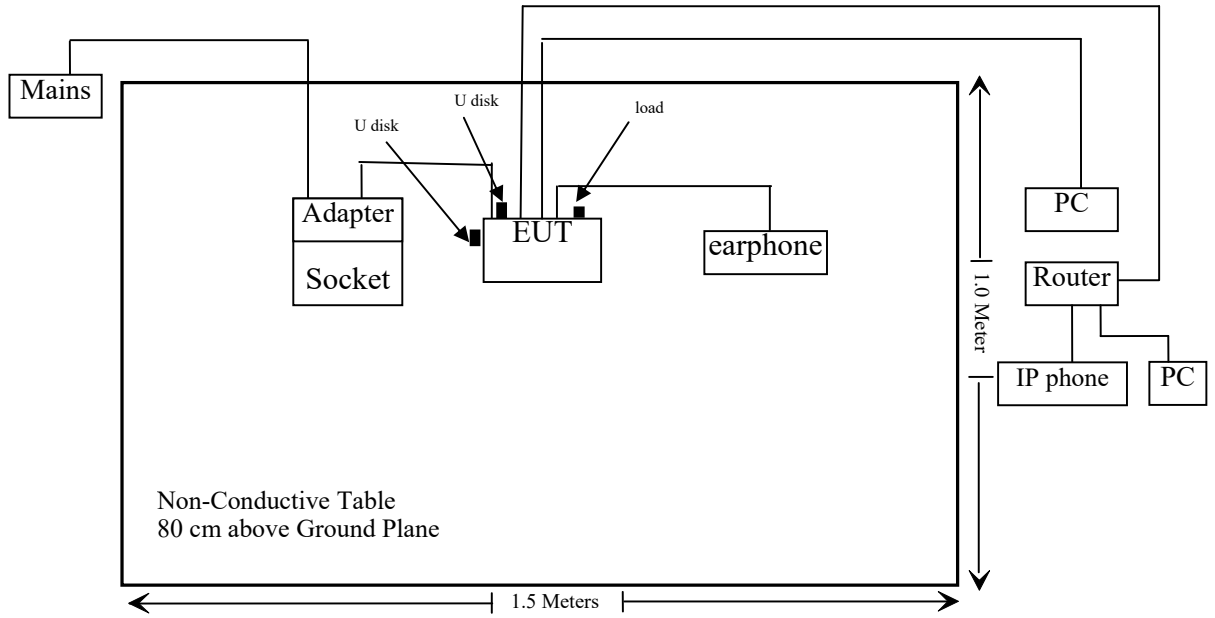 Mains
U disk
U disk
load
Adapter
Socket
EUT
earphone
PC
Router
IP phone
PC
1.0 Meter
Non-Conductive Table
80 cm above Ground Plane
1.5 Meters